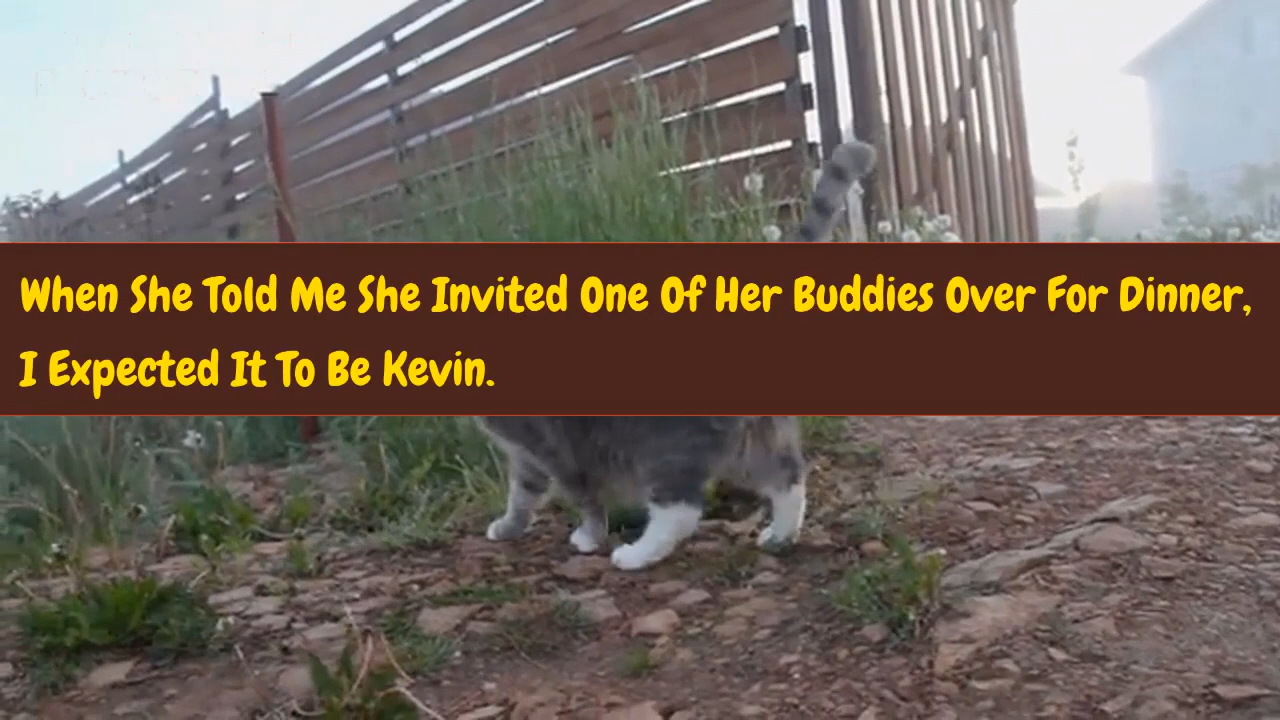 When She Told Me She Invited One Of Her Buddies Over For Dinner,
I Expected It To Be Kevin.